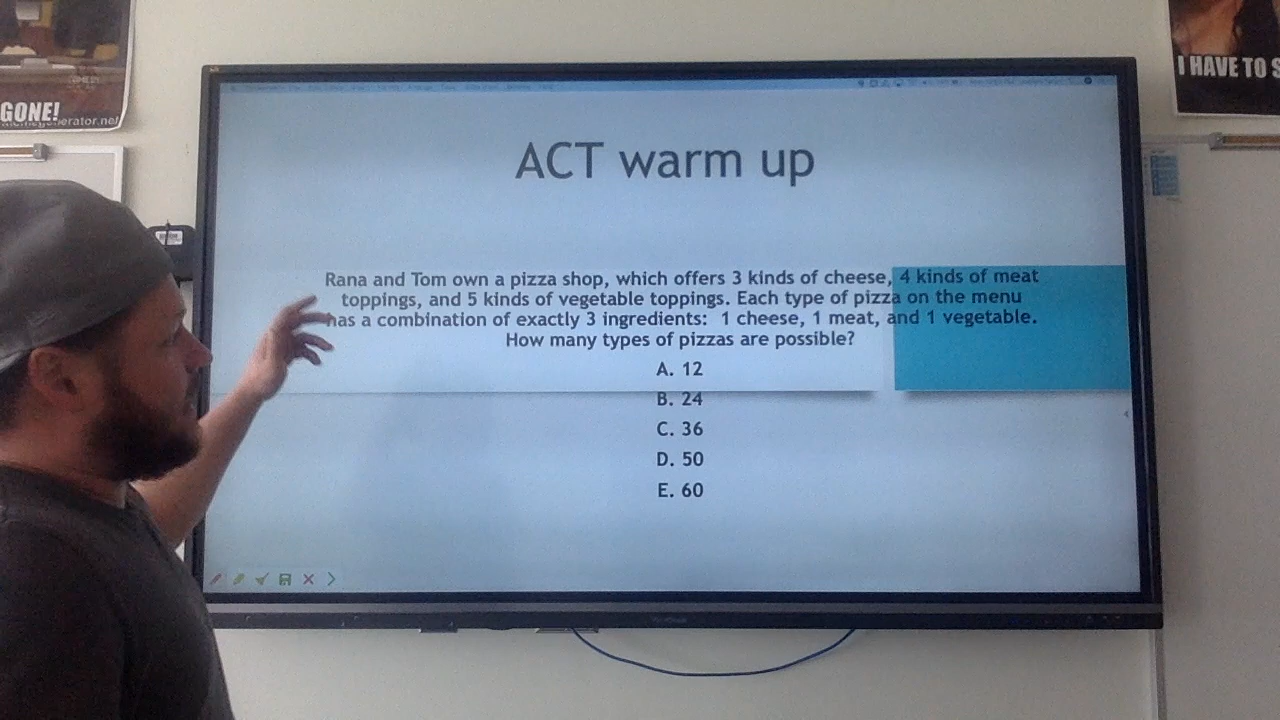 GONE!
I HAVE TO
ACT warm up
Rana and Tom own a pizza shop, which offers 3 kinds of cheese, 4 kinds of meat
toppings, and 5 kinds of vegetable toppings. Each type of pizza on the menu
has a combination of exactly 3 ingredients: 1 cheese, 1 meat, and 1 vegetable.
How many types of pizzas are possible?
A. 12
B. 24
C. 36
D. 50
E. 60